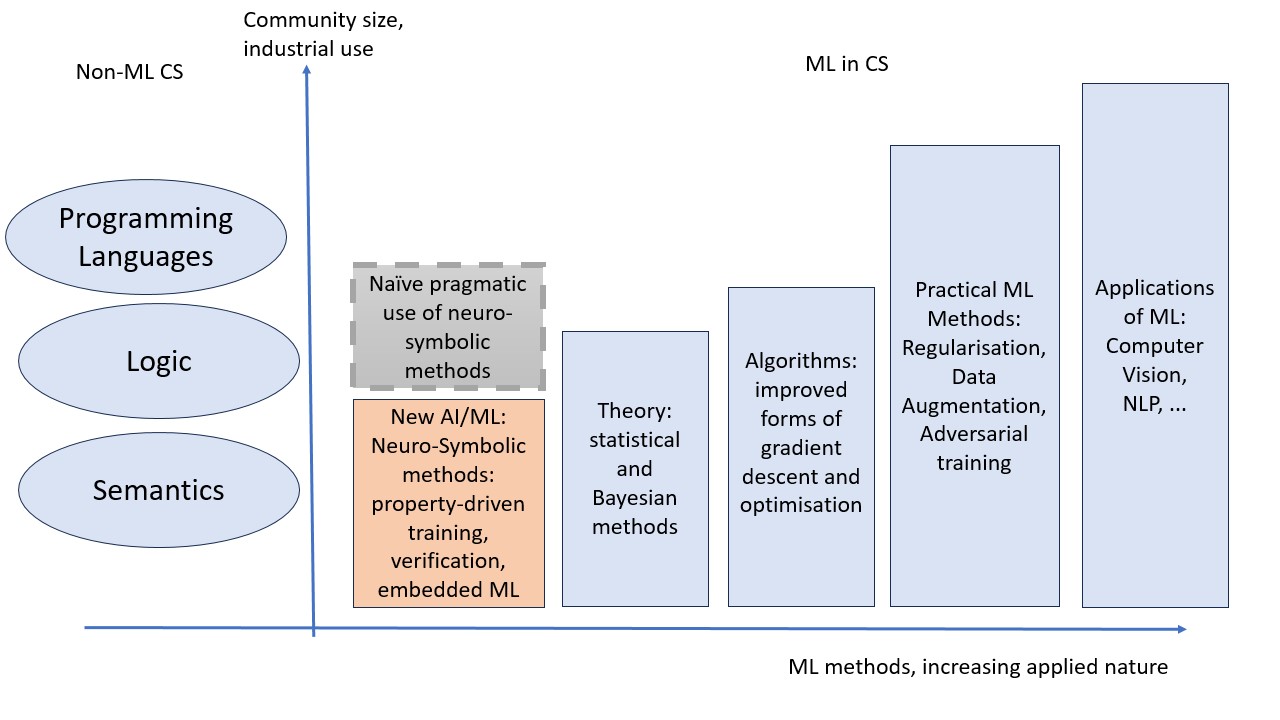 Community size,
industrial use
Non-ML CS
ML in CS
Programming
Languages
Logic
Semantics
Naïve pragmatic
use of neuro-
symbolic
methods
New AI/ML:
Neuro-Symbolic
methods:
property-driven
training,
verification,
embedded ML
Theory:
statistical
and
Bayesian
methods
Algorithms:
improved
forms of
gradient
descent and
optimisation
Practical ML
Methods:
Regularisation,
Data
Augmentation,
Adversarial
training
Applications
of ML:
Computer
Vision,
NLP, ...
ML methods, increasing applied nature